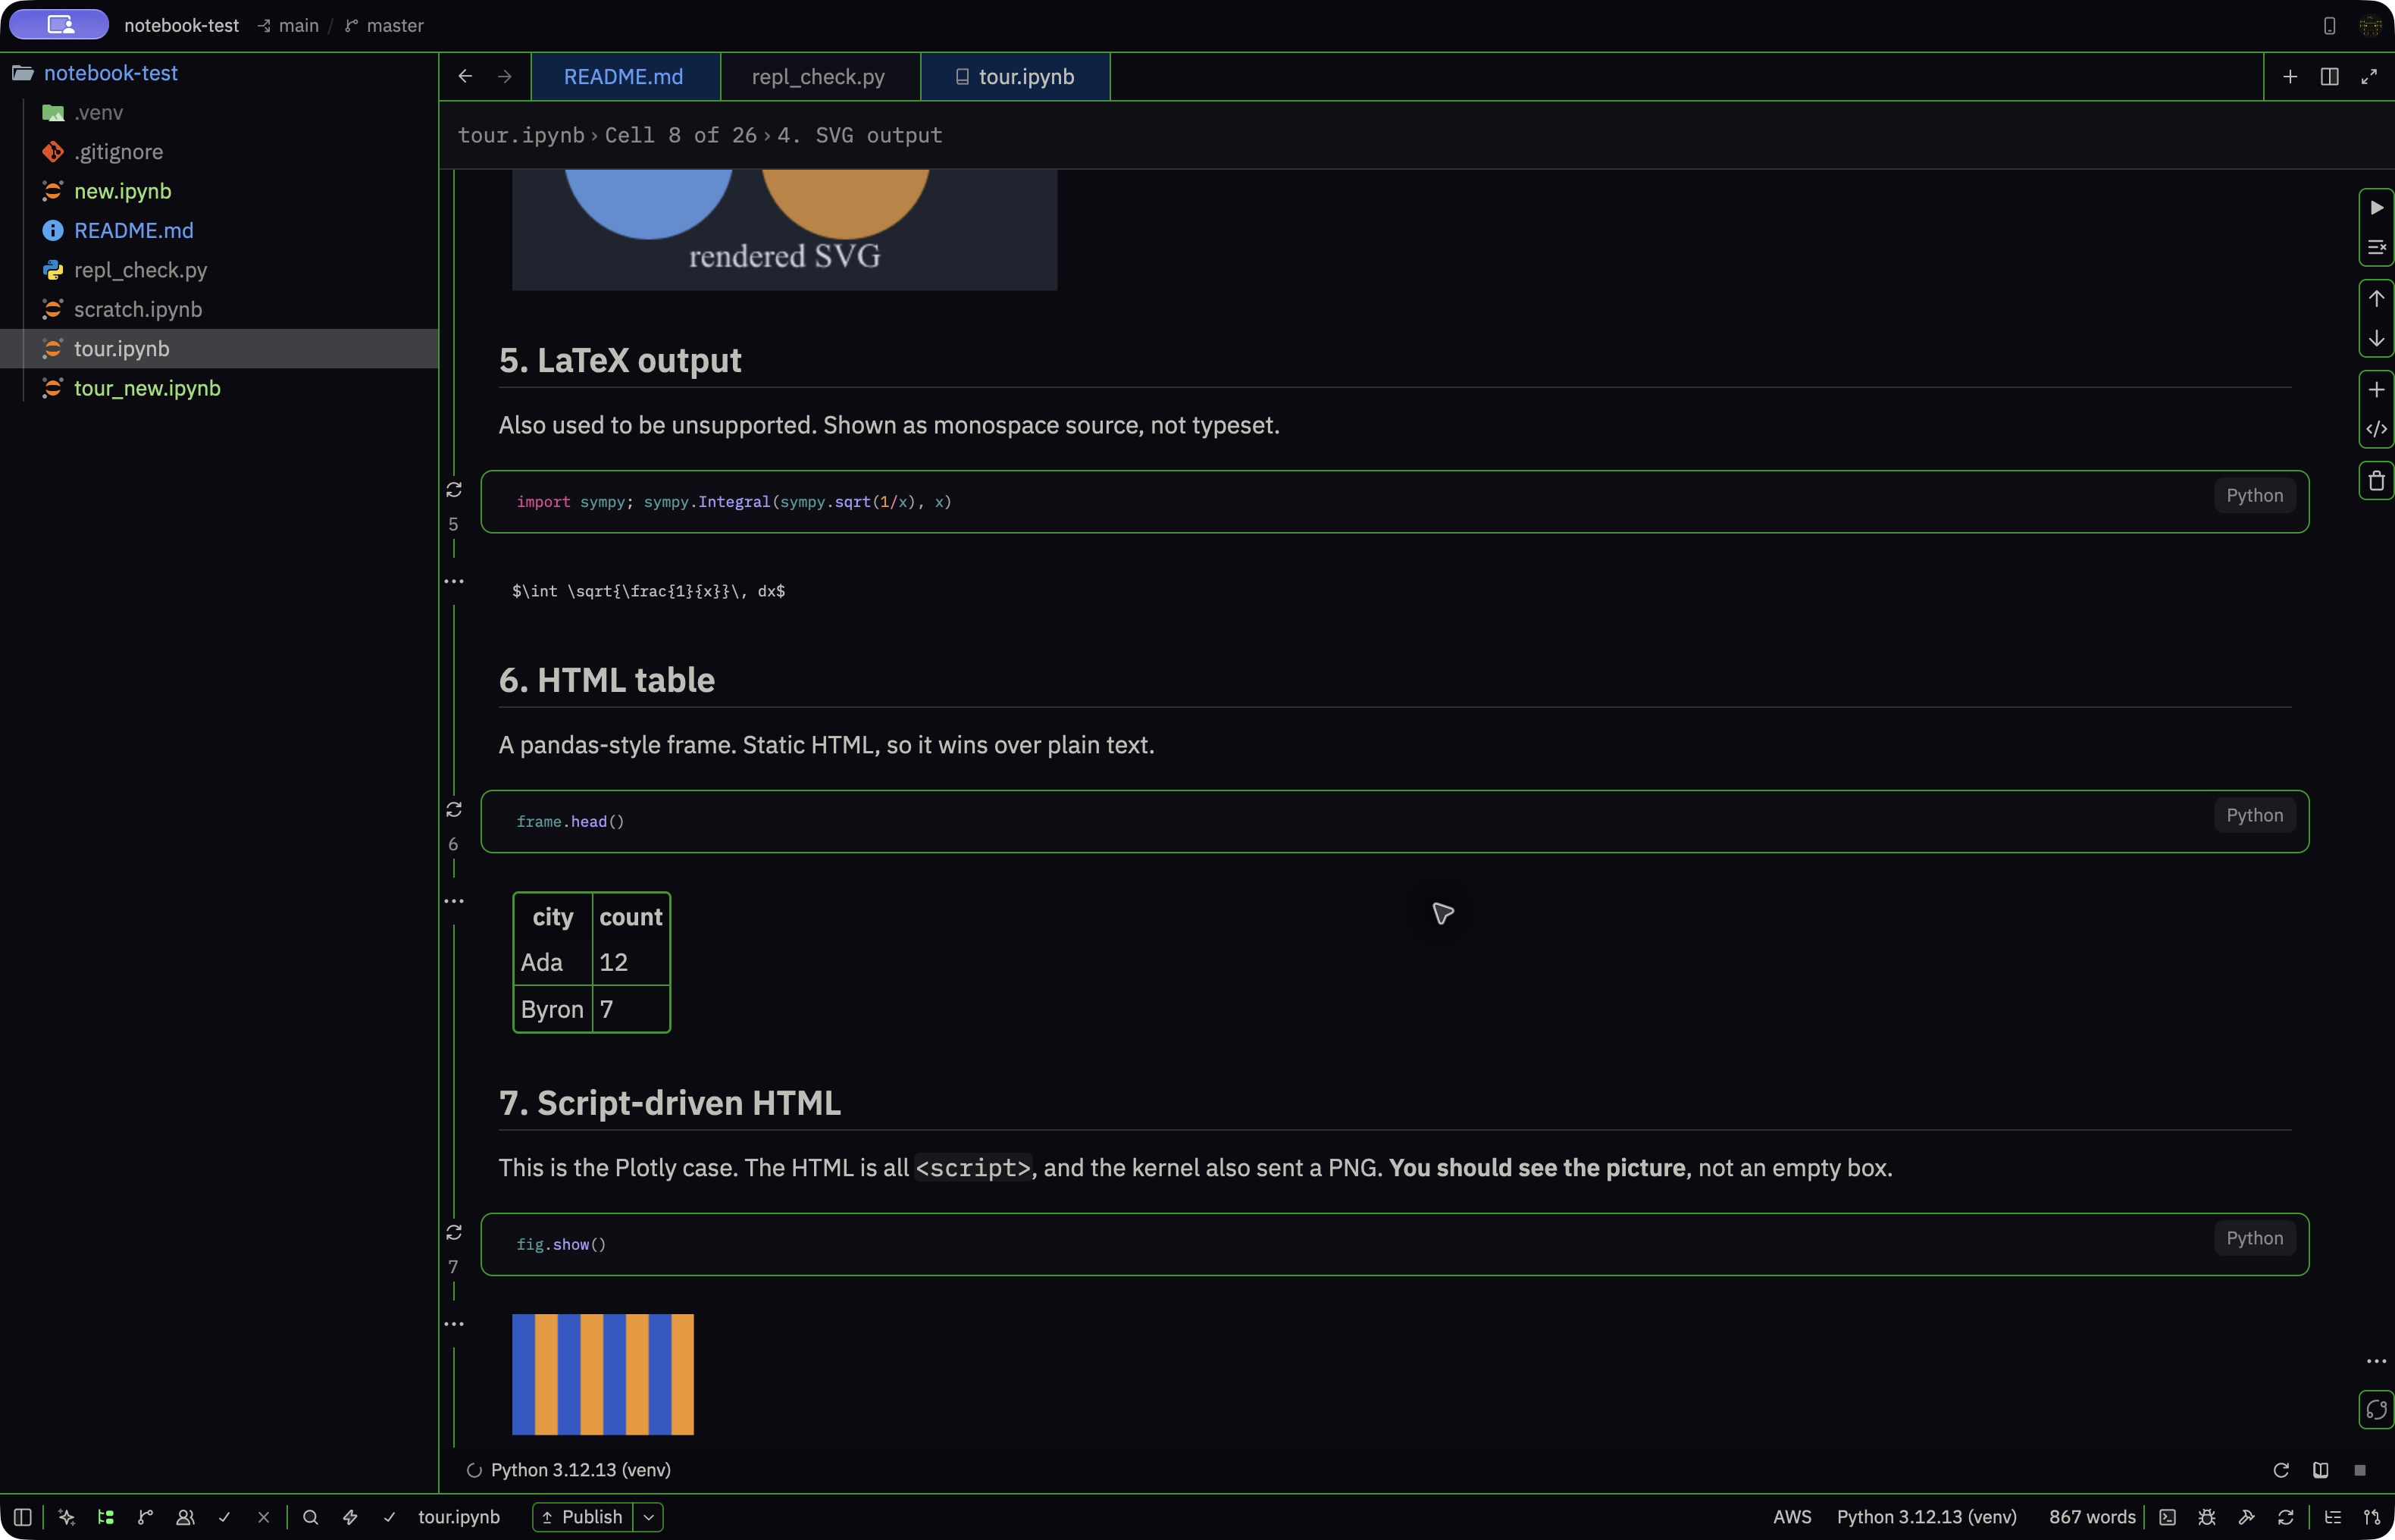 notebook-test main / master
notebook-test
.venv
.gitignore
new.ipynb
README.md
repl_check.py
scratch.ipynb
tour.ipynb
tour_new.ipynb
README.md repl_check.py tour.ipynb
tour.ipynb › Cell 8 of 26 › 4. SVG output
rendered SVG
5. LaTeX output
Also used to be unsupported. Shown as monospace source, not typeset.
import sympy; sympy.Integral(sympy.sqrt(1/x), x)
Python
5
$\int \sqrt{\frac{1}{x}}\, dx$
6. HTML table
A pandas-style frame. Static HTML, so it wins over plain text.
frame.head()
Python
6
city count
Ada 12
Byron 7
7. Script-driven HTML
This is the Plotly case. The HTML is all <script>, and the kernel also sent a PNG. You should see the picture, not an empty box.
fig.show()
Python
7
Python 3.12.13 (venv)
tour.ipynb Publish AWS Python 3.12.13 (venv) 867 words